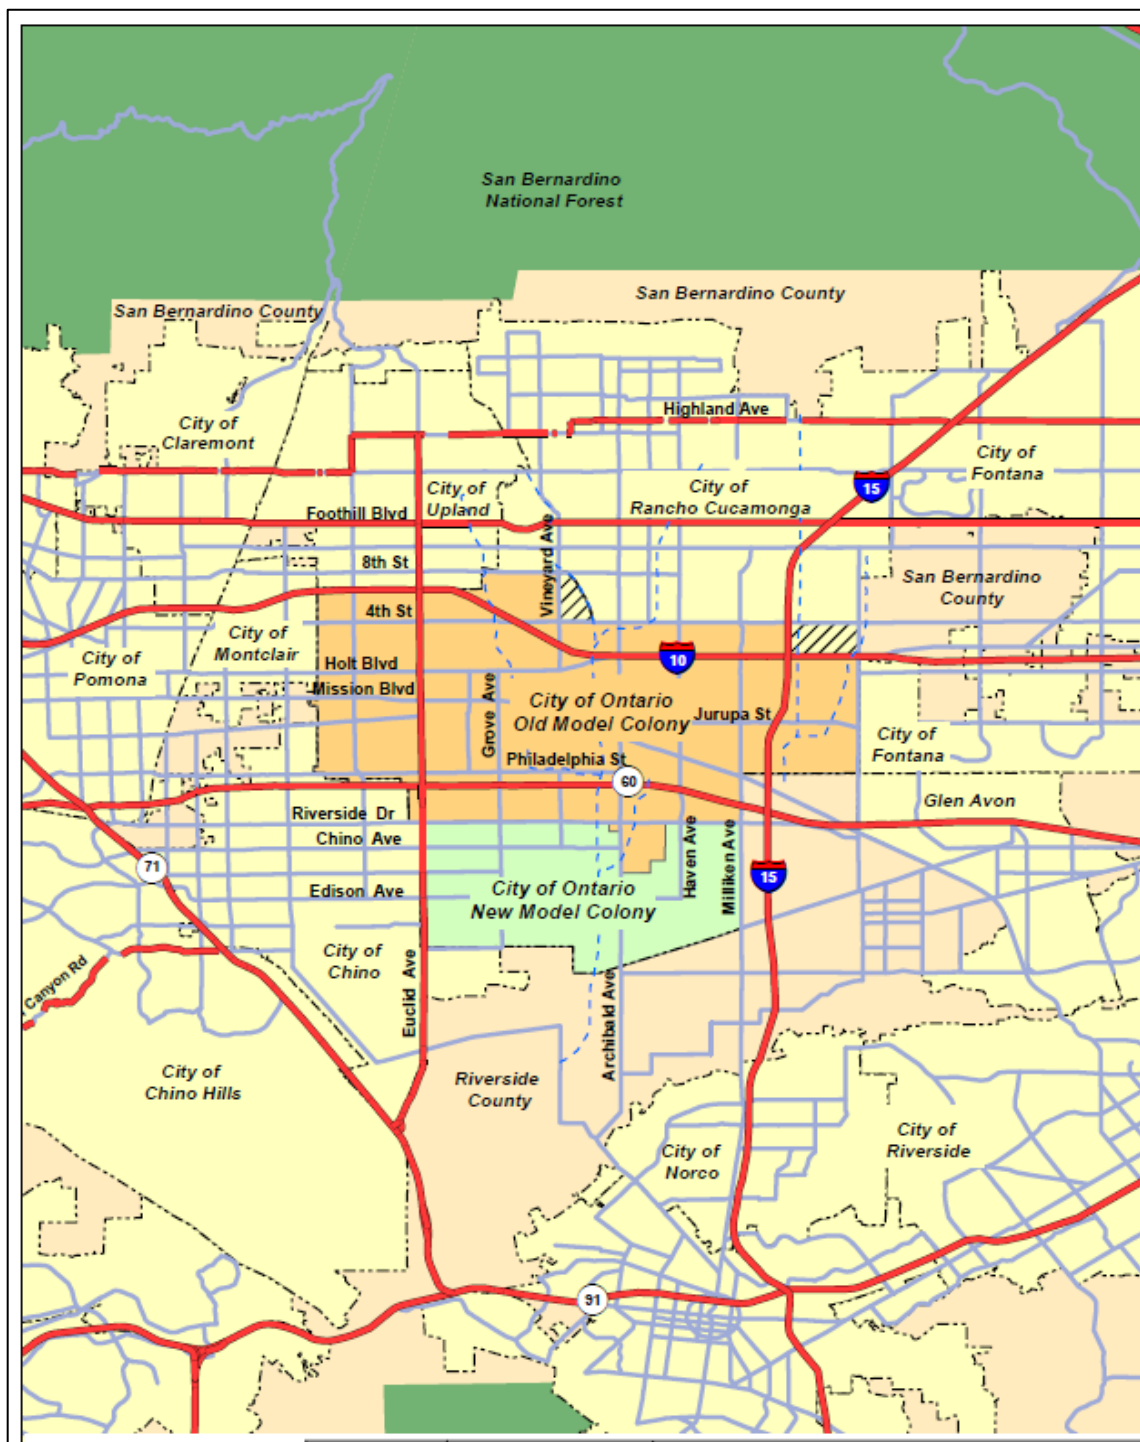 San Bernardino
National Forest
San Bernardino County
San Bernardino County
Highland Ave
City of
Claremont
City of
Fontana
15
City of
Upland
City of
Rancho Cucamonga
Foothill Blvd
Vineyard Ave
8th St
San Bernardino
County
4th St
City of
Montclair
City of
Pomona
Holt Blvd
10
Mission Blvd
Grove Ave
City of Ontario
Old Model Colony
Jurupa St
City of
Fontana
Philadelphia St
60
Glen Avon
Riverside Dr
Chino Ave
Haven Ave
Milliken Ave
71
Edison Ave
City of Ontario
New Model Colony
15
City of
Chino
Euclid Ave
Canyon Rd
Archibald Ave
City of
Chino Hills
Riverside
County
City of
Norco
City of
Riverside
91